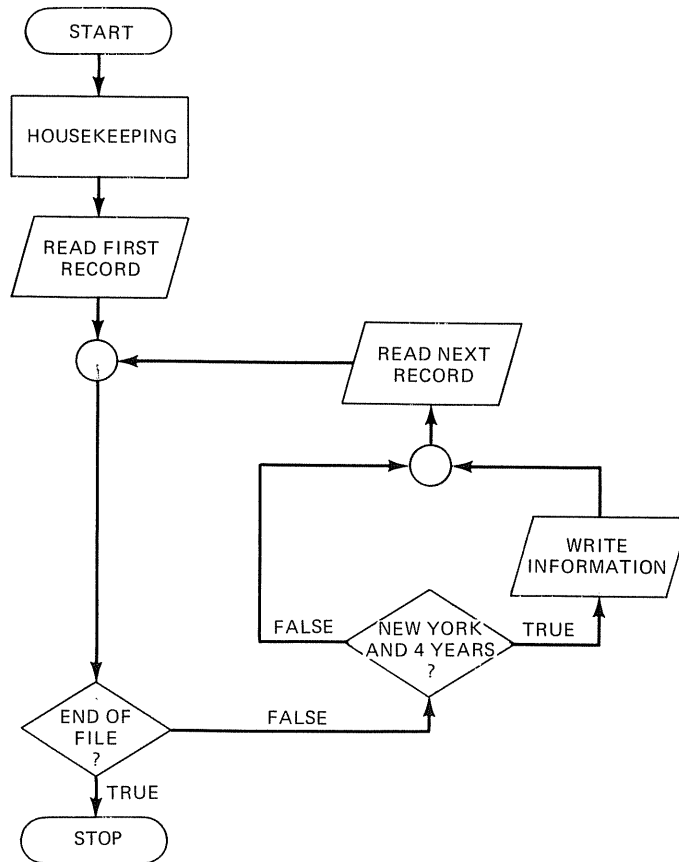 START
HOUSEKEEPING
READ FIRST
RECORD
READ NEXT
RECORD
WRITE
INFORMATION
FALSE
NEW YORK
AND 4 YEARS
?
TRUE
END OF
FILE
?
FALSE
TRUE
STOP